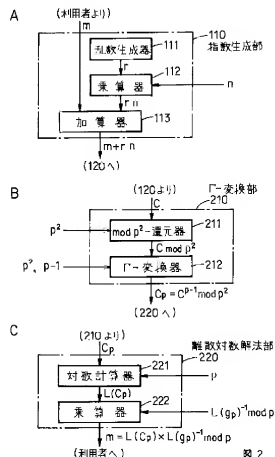 A
(利用者より)
m
110
指数生成部
乱数生成器
111
r
112
乗算器
n
r n
加算器
113
m+r n
(120へ)
B
(120より)
Γ-変換部
C
210
p²
mod p²-還元器
211
C mod p²
p², p-1
Γ-変換器
212
Cp=C^p-1 mod p²
(220へ)
C
(210より)
離散対数解法部
Cp
220
対数計算器
221
p
L(Cp)
222
乗算器
L(gp)⁻¹ mod p
m=L(Cp)×L(gp)⁻¹ mod p
(利用者へ)
図2